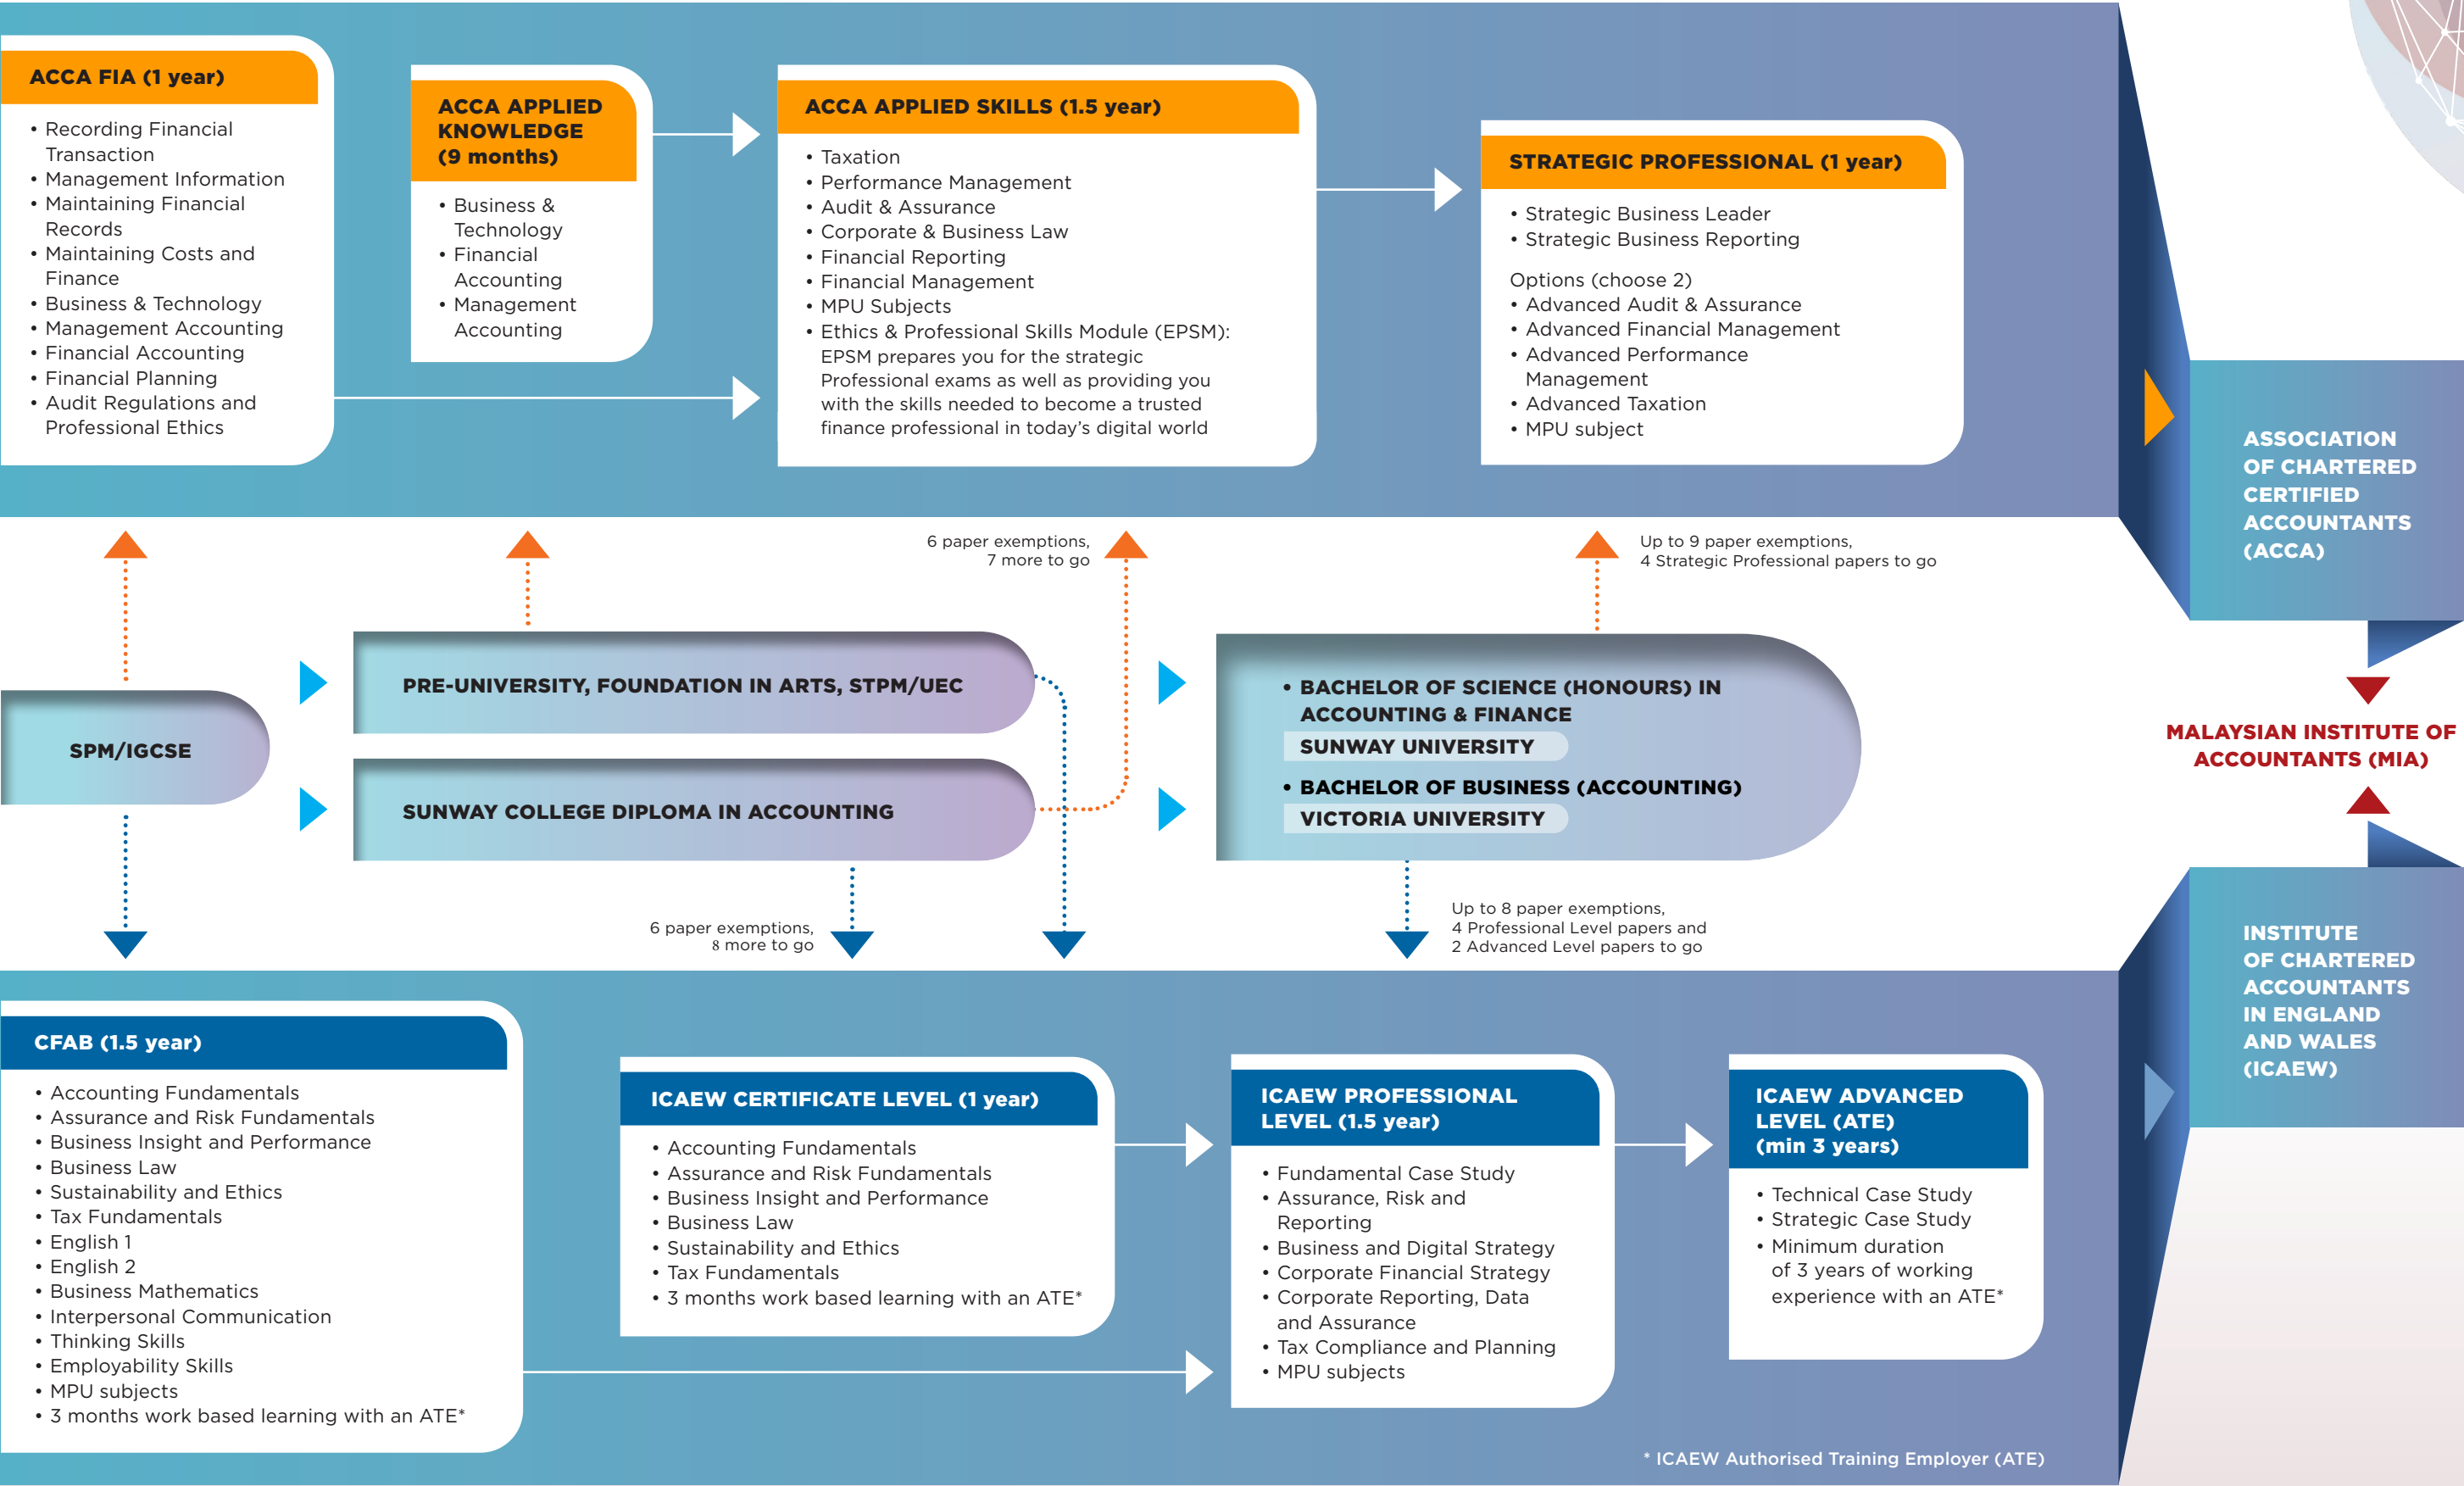 ACCA FIA (1 year)
• Recording Financial
Transaction
• Management Information
• Maintaining Financial
Records
• Maintaining Costs and
Finance
• Business & Technology
• Management Accounting
• Financial Accounting
• Financial Planning
• Audit Regulations and
Professional Ethics
ACCA APPLIED
KNOWLEDGE
(9 months)
• Business &
Technology
• Financial
Accounting
• Management
Accounting
ACCA APPLIED SKILLS (1.5 year)
• Taxation
• Performance Management
• Audit & Assurance
• Corporate & Business Law
• Financial Reporting
• Financial Management
• MPU Subjects
• Ethics & Professional Skills Module (EPSM):
EPSM prepares you for the strategic
Professional exams as well as providing you
with the skills needed to become a trusted
finance professional in today’s digital world
STRATEGIC PROFESSIONAL (1 year)
• Strategic Business Leader
• Strategic Business Reporting
Options (choose 2)
• Advanced Audit & Assurance
• Advanced Financial Management
• Advanced Performance
Management
• Advanced Taxation
• MPU subject
ASSOCIATION
OF CHARTERED
CERTIFIED
ACCOUNTANTS
(ACCA)
6 paper exemptions,
7 more to go
Up to 9 paper exemptions,
4 Strategic Professional papers to go
SPM/IGCSE
PRE-UNIVERSITY, FOUNDATION IN ARTS, STPM/UEC
SUNWAY COLLEGE DIPLOMA IN ACCOUNTING
• BACHELOR OF SCIENCE (HONOURS) IN
ACCOUNTING & FINANCE
SUNWAY UNIVERSITY
• BACHELOR OF BUSINESS (ACCOUNTING)
VICTORIA UNIVERSITY
MALAYSIAN INSTITUTE OF
ACCOUNTANTS (MIA)
6 paper exemptions,
8 more to go
Up to 8 paper exemptions,
4 Professional Level papers and
2 Advanced Level papers to go
INSTITUTE
OF CHARTERED
ACCOUNTANTS
IN ENGLAND
AND WALES
(ICAEW)
CFAB (1.5 year)
• Accounting Fundamentals
• Assurance and Risk Fundamentals
• Business Insight and Performance
• Business Law
• Sustainability and Ethics
• Tax Fundamentals
• English 1
• English 2
• Business Mathematics
• Interpersonal Communication
• Thinking Skills
• Employability Skills
• MPU subjects
• 3 months work based learning with an ATE*
ICAEW CERTIFICATE LEVEL (1 year)
• Accounting Fundamentals
• Assurance and Risk Fundamentals
• Business Insight and Performance
• Business Law
• Sustainability and Ethics
• Tax Fundamentals
• 3 months work based learning with an ATE*
ICAEW PROFESSIONAL
LEVEL (1.5 year)
• Fundamental Case Study
• Assurance, Risk and
Reporting
• Business and Digital Strategy
• Corporate Financial Strategy
• Corporate Reporting, Data
and Assurance
• Tax Compliance and Planning
• MPU subjects
ICAEW ADVANCED
LEVEL (ATE)
(min 3 years)
• Technical Case Study
• Strategic Case Study
• Minimum duration
of 3 years of working
experience with an ATE*
* ICAEW Authorised Training Employer (ATE)